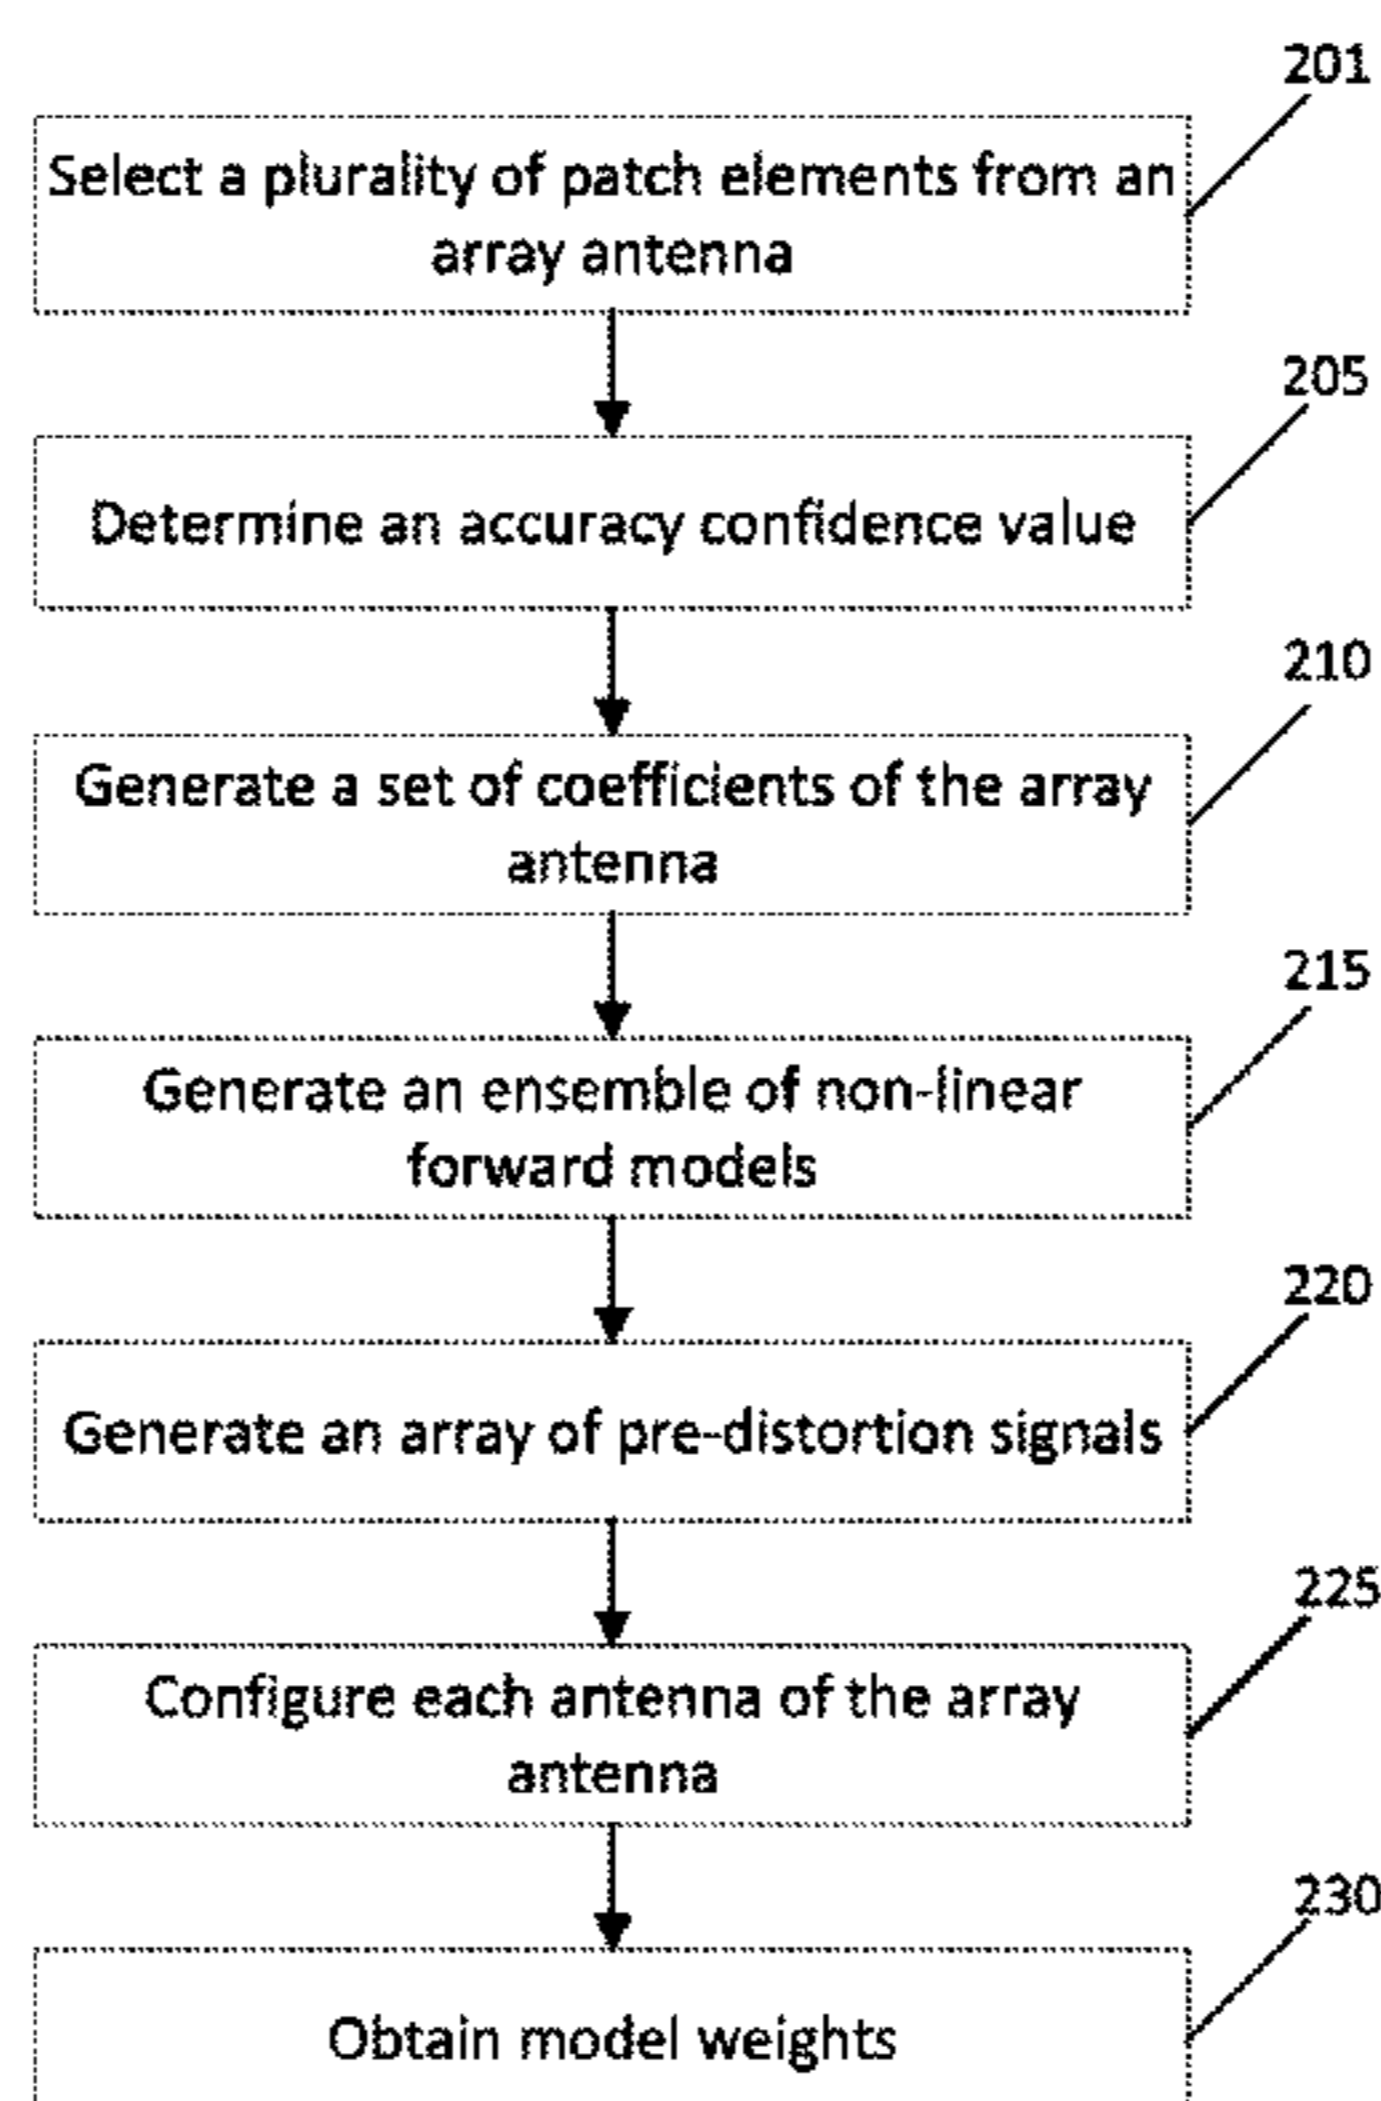 201
Select a plurality of patch elements from an
array antenna
205
Determine an accuracy confidence value
210
Generate a set of coefficients of the array
antenna
215
Generate an ensemble of non-linear
forward models
220
Generate an array of pre-distortion signals
225
Configure each antenna of the array
antenna
230
Obtain model weights